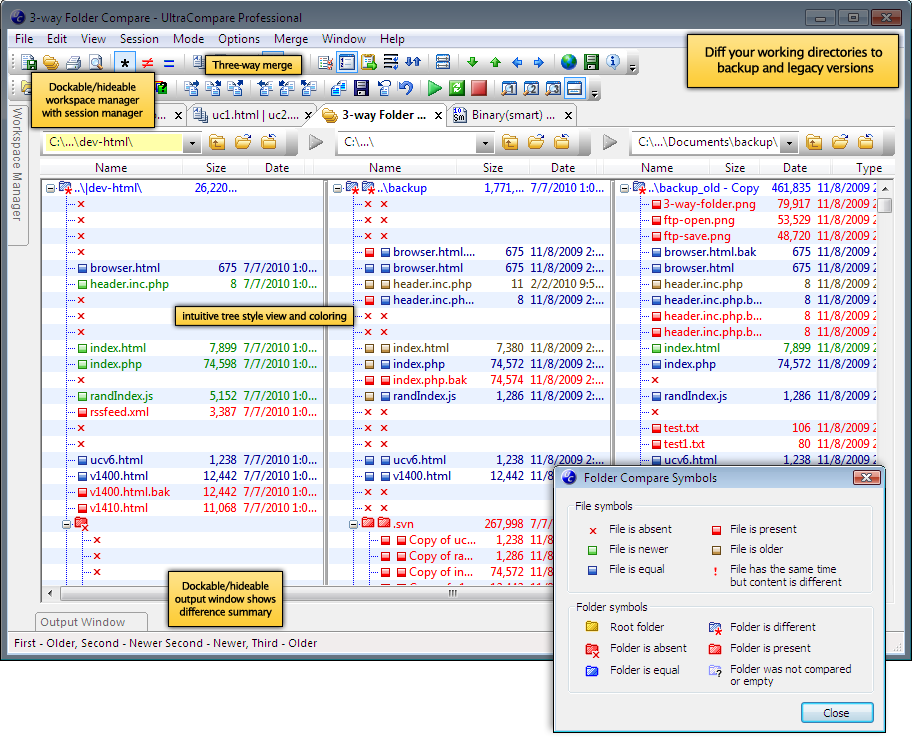 3-way Folder Compare - UltraCompare Professional
File Edit View Session Mode Options Merge Window Help
Three-way merge
Diff your working directories to
backup and legacy versions
Dockable/hideable
workspace manager
with session manager
uc1.html | uc2.... x 3-way Folder ... x Binary(smart) ... x
Workspace Manager
C:\...\dev-html\ C:\...\ C:\...\Documents\backup\
Name Size Date Name Size Date Name Size Date Type
..\|dev-html\ 26,220... ..\backup 1,771,... 7/7/2010 1:0... ..\backup_old - Copy 461,835 11/8/2009 2
3-way-folder.png 79,917 11/8/2009 2
ftp-open.png 53,529 11/8/2009 2
ftp-save.png 48,720 11/8/2009 2
browser.html.... 675 11/8/2009 2:... browser.html.bak 675 11/8/2009 2
browser.html 675 7/7/2010 1:0... browser.html 675 11/8/2009 2:... browser.html 675 11/8/2009 2
header.inc.php 8 7/7/2010 1:0... header.inc.php 11 2/2/2010 9:5... header.inc.php 8 11/8/2009 2
header.inc.ph... 8 11/8/2009 2:... header.inc.php.b... 8 11/8/2009 2
intuitive tree style view and coloring
header.inc.php.b... 8 11/8/2009 2
header.inc.php.b... 8 11/8/2009 2
index.html 7,899 7/7/2010 1:0... index.html 7,380 11/8/2009 2:... index.html 7,899 11/8/2009 2
index.php 74,598 7/7/2010 1:0... index.php 74,572 11/8/2009 2:... index.php 74,572 11/8/2009 2
index.php.bak 74,574 11/8/2009 2:...
randIndex.js 5,152 7/7/2010 1:0... randIndex.js 1,286 11/8/2009 2:... randIndex.js 1,286 11/8/2009 2
rssfeed.xml 3,387 7/7/2010 1:0...
test.txt 106 11/8/2009 2
test1.txt 80 11/8/2009 2
ucv6.html 1,238 7/7/2010 1:0... ucv6.html 1,238 11/8/2009 2:... ucv6.html 1,238 11/8/2009 2
v1400.html 12,442 7/7/2010 1:0... v1400.html 12,442 11/8/2009 2
v1400.html.bak 12,442 7/7/2010 1:0...
v1410.html 11,068 7/7/2010 1:0...
.svn 267,998 7/7/
Copy of uc... 1,238 11/8
Copy of ra... 1,286 11/8
Copy of in... 74,572 11/8
Dockable/hideable
output window shows
difference summary
Output Window
First - Older, Second - Newer Second - Newer, Third - Older
Folder Compare Symbols
File symbols
File is absent File is present
File is newer File is older
File is equal ! File has the same time
but content is different
Folder symbols
Root folder Folder is different
Folder is absent Folder is present
Folder is equal Folder was not compared
or empty
Close